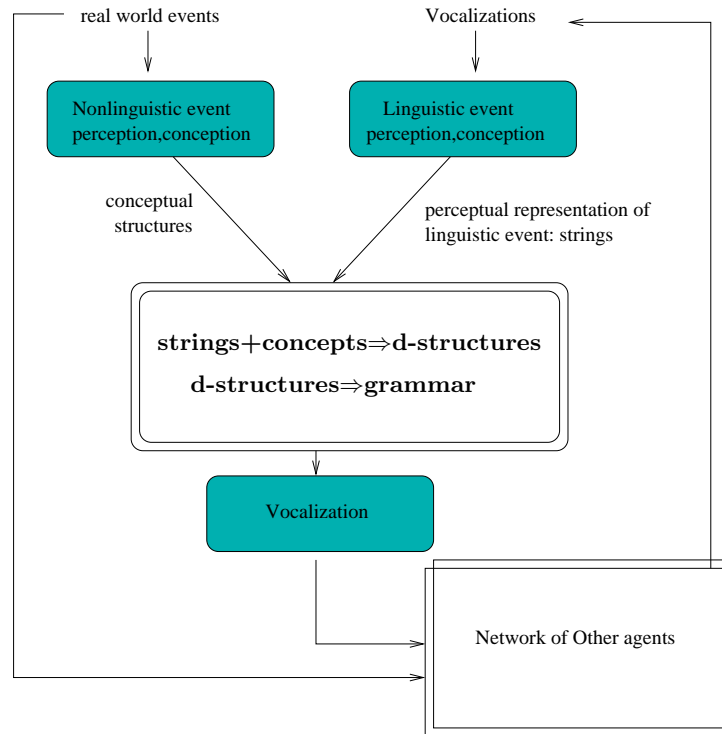 real world events
Vocalizations
Nonlinguistic event
perception,conception
Linguistic event
perception,conception
conceptual
structures
perceptual representation of
linguistic event: strings
strings+concepts⇒d-structures
d-structures⇒grammar
Vocalization
Network of Other agents